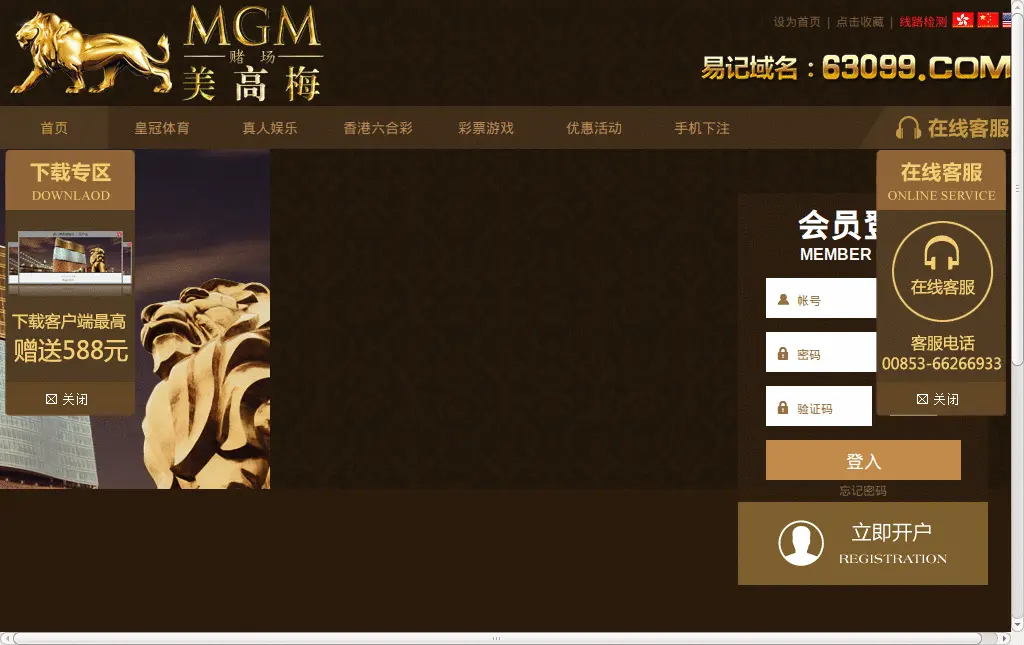 MGM
赌场
美高梅
设为首页 | 点击收藏 | 线路检测
易记域名：63099.COM
首页
皇冠体育
真人娱乐
香港六合彩
彩票游戏
优惠活动
手机下注
在线客服
下载专区
DOWNLAOD
下载客户端最高
赠送588元
关闭
会员
MEMBER
帐号
密码
验证码
登入
忘记密码
立即开户
REGISTRATION
在线客服
ONLINE SERVICE
在线客服
客服电话
00853-66266933
关闭